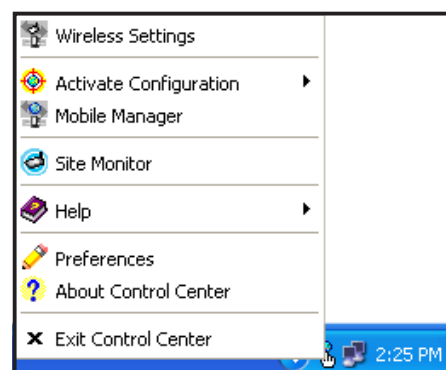 Wireless Settings
Activate Configuration
Mobile Manager
Site Monitor
Help
Preferences
About Control Center
Exit Control Center
2:25 PM